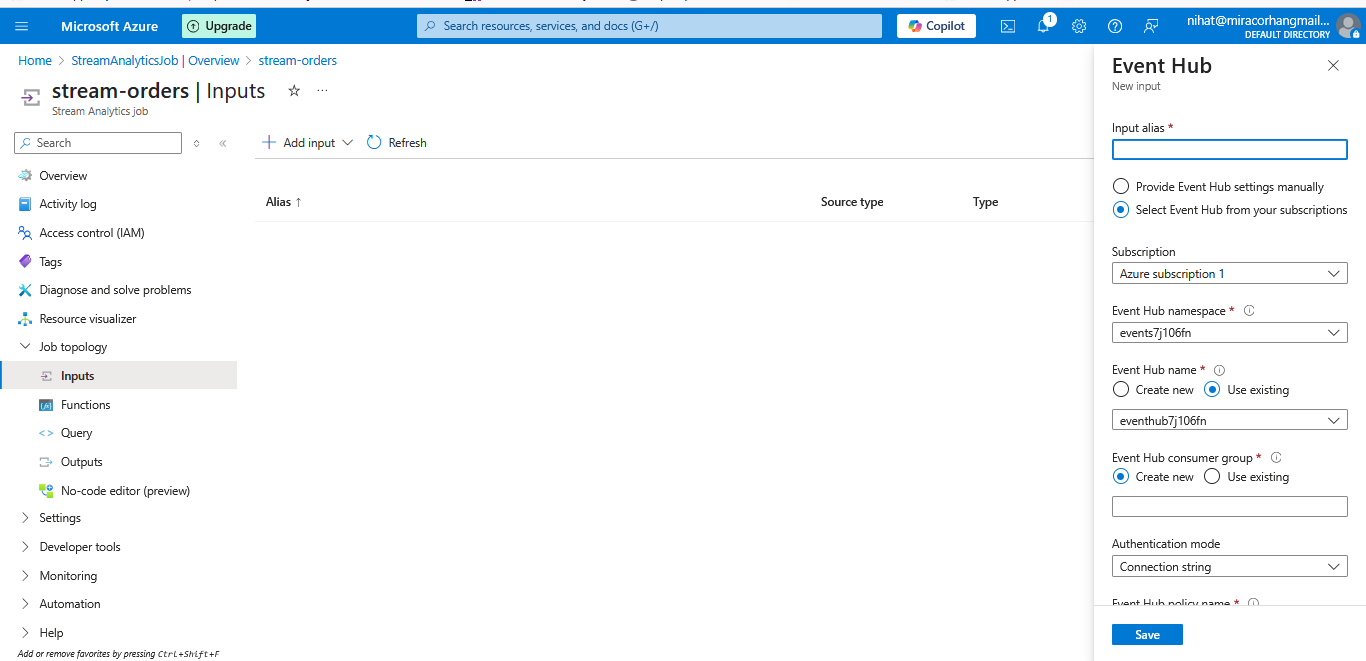 Microsoft Azure
Upgrade
Search resources, services, and docs (G+/)
Copilot
1
nihat@miracorhangmail...
DEFAULT DIRECTORY
Home > StreamAnalyticsJob | Overview > stream-orders
stream-orders | Inputs
Stream Analytics job
Search
Overview
Activity log
Access control (IAM)
Tags
Diagnose and solve problems
Resource visualizer
Job topology
Inputs
Functions
Query
Outputs
No-code editor (preview)
Settings
Developer tools
Monitoring
Automation
Help
Add or remove favorites by pressing Ctrl+Shift+F
Add input
Refresh
Alias ↑
Source type
Type
Event Hub
New input
Input alias *
Provide Event Hub settings manually
Select Event Hub from your subscriptions
Subscription
Azure subscription 1
Event Hub namespace *
events7j106fn
Event Hub name *
Create new
Use existing
eventhub7j106fn
Event Hub consumer group *
Create new
Use existing
Authentication mode
Connection string
Event Hub policy name *
Save